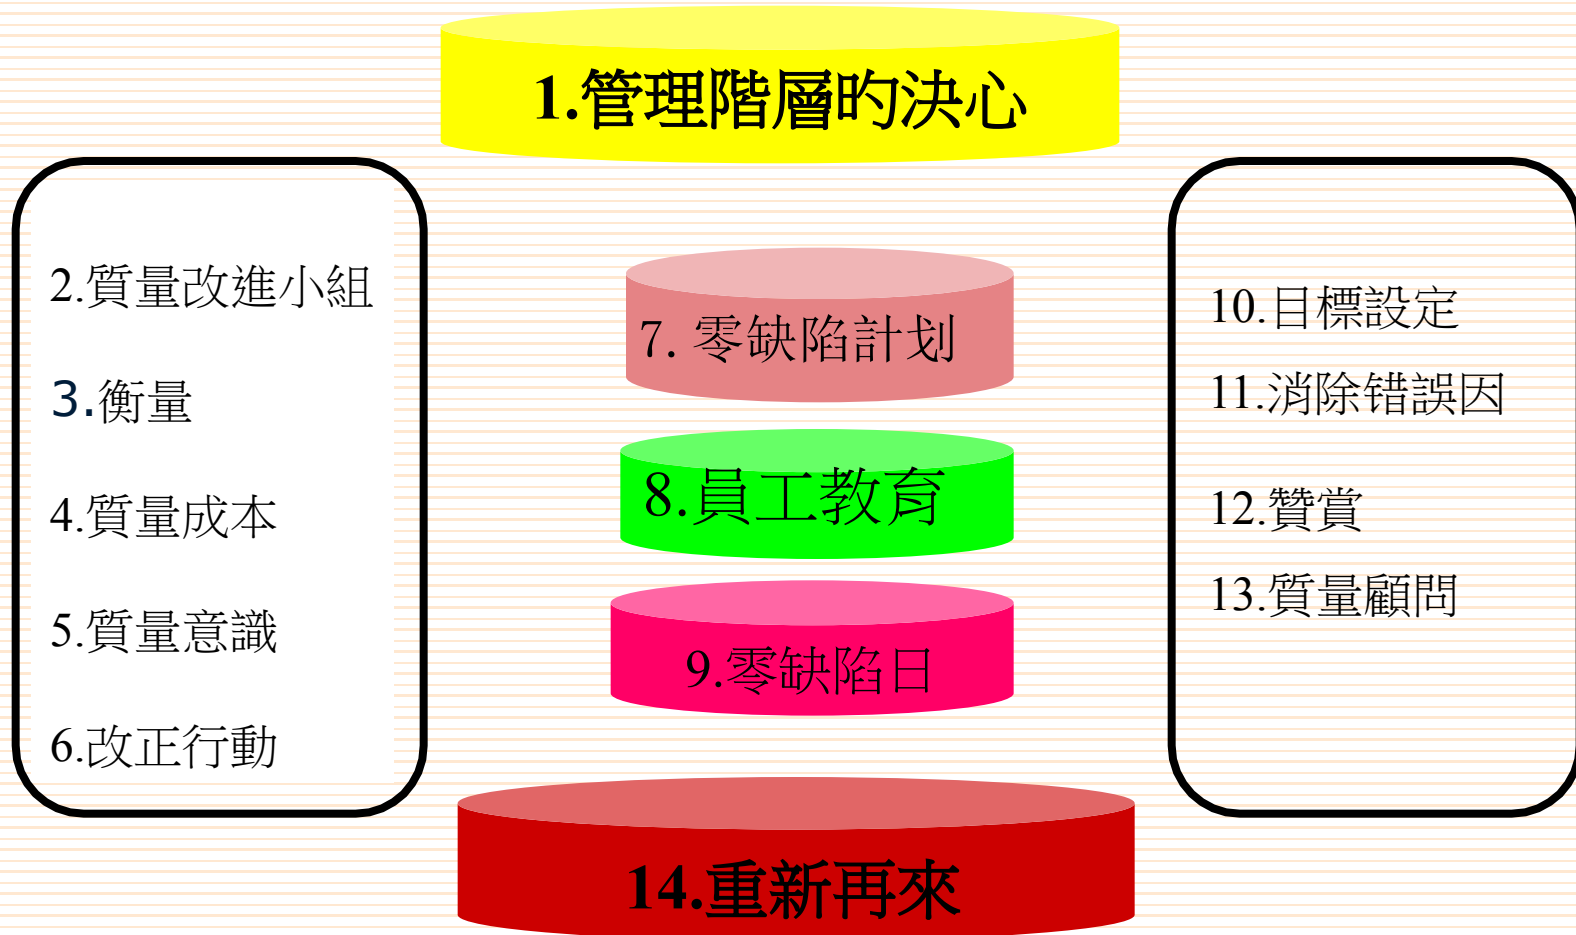 1.管理階層旳決心
2.質量改進小組
3.衡量
4.質量成本
5.質量意識
6.改正行動
7. 零缺陷計划
8.員工教育
9.零缺陷日
10.目標設定
11.消除错誤因
12.贊賞
13.質量顧問
14.重新再來